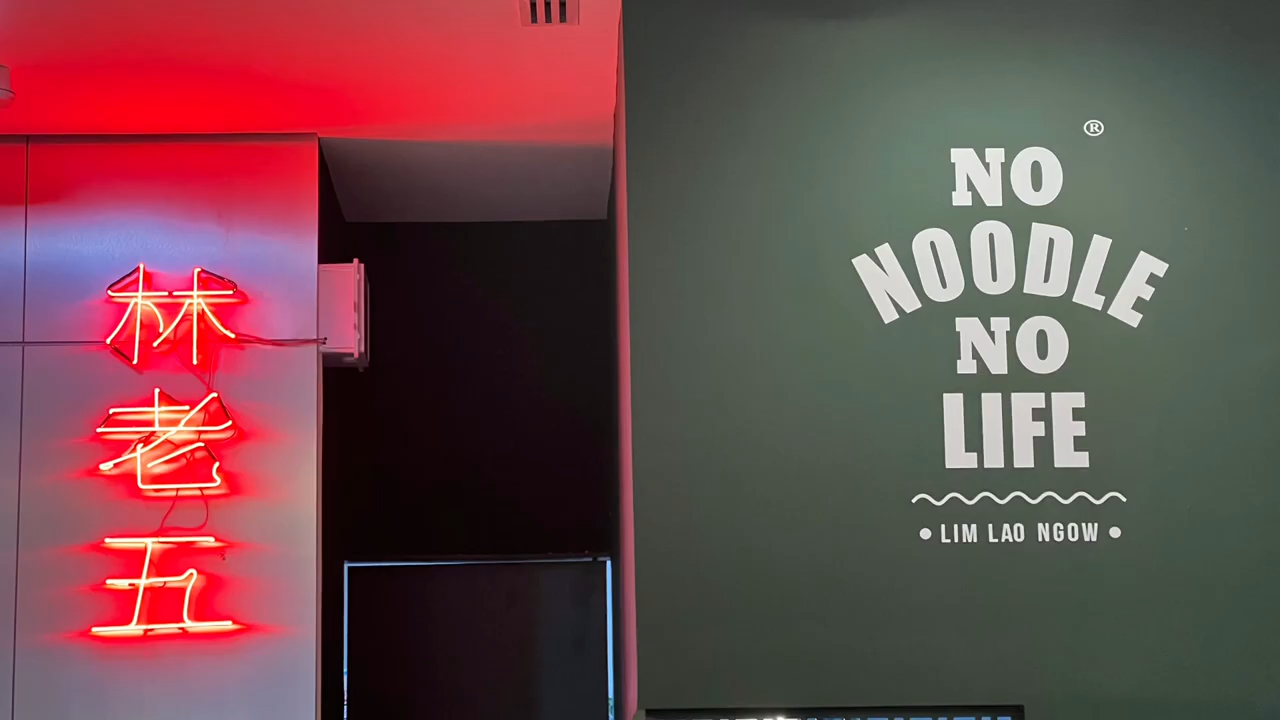 林老五
®
NO
NOODLE
NO
LIFE
• LIM LAO NGOW •